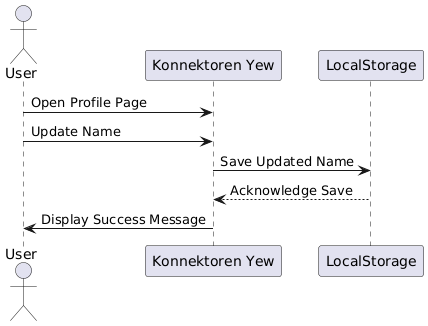 User
Konnektoren Yew
LocalStorage
Open Profile Page
Update Name
Save Updated Name
Acknowledge Save
Display Success Message
User
Konnektoren Yew
LocalStorage